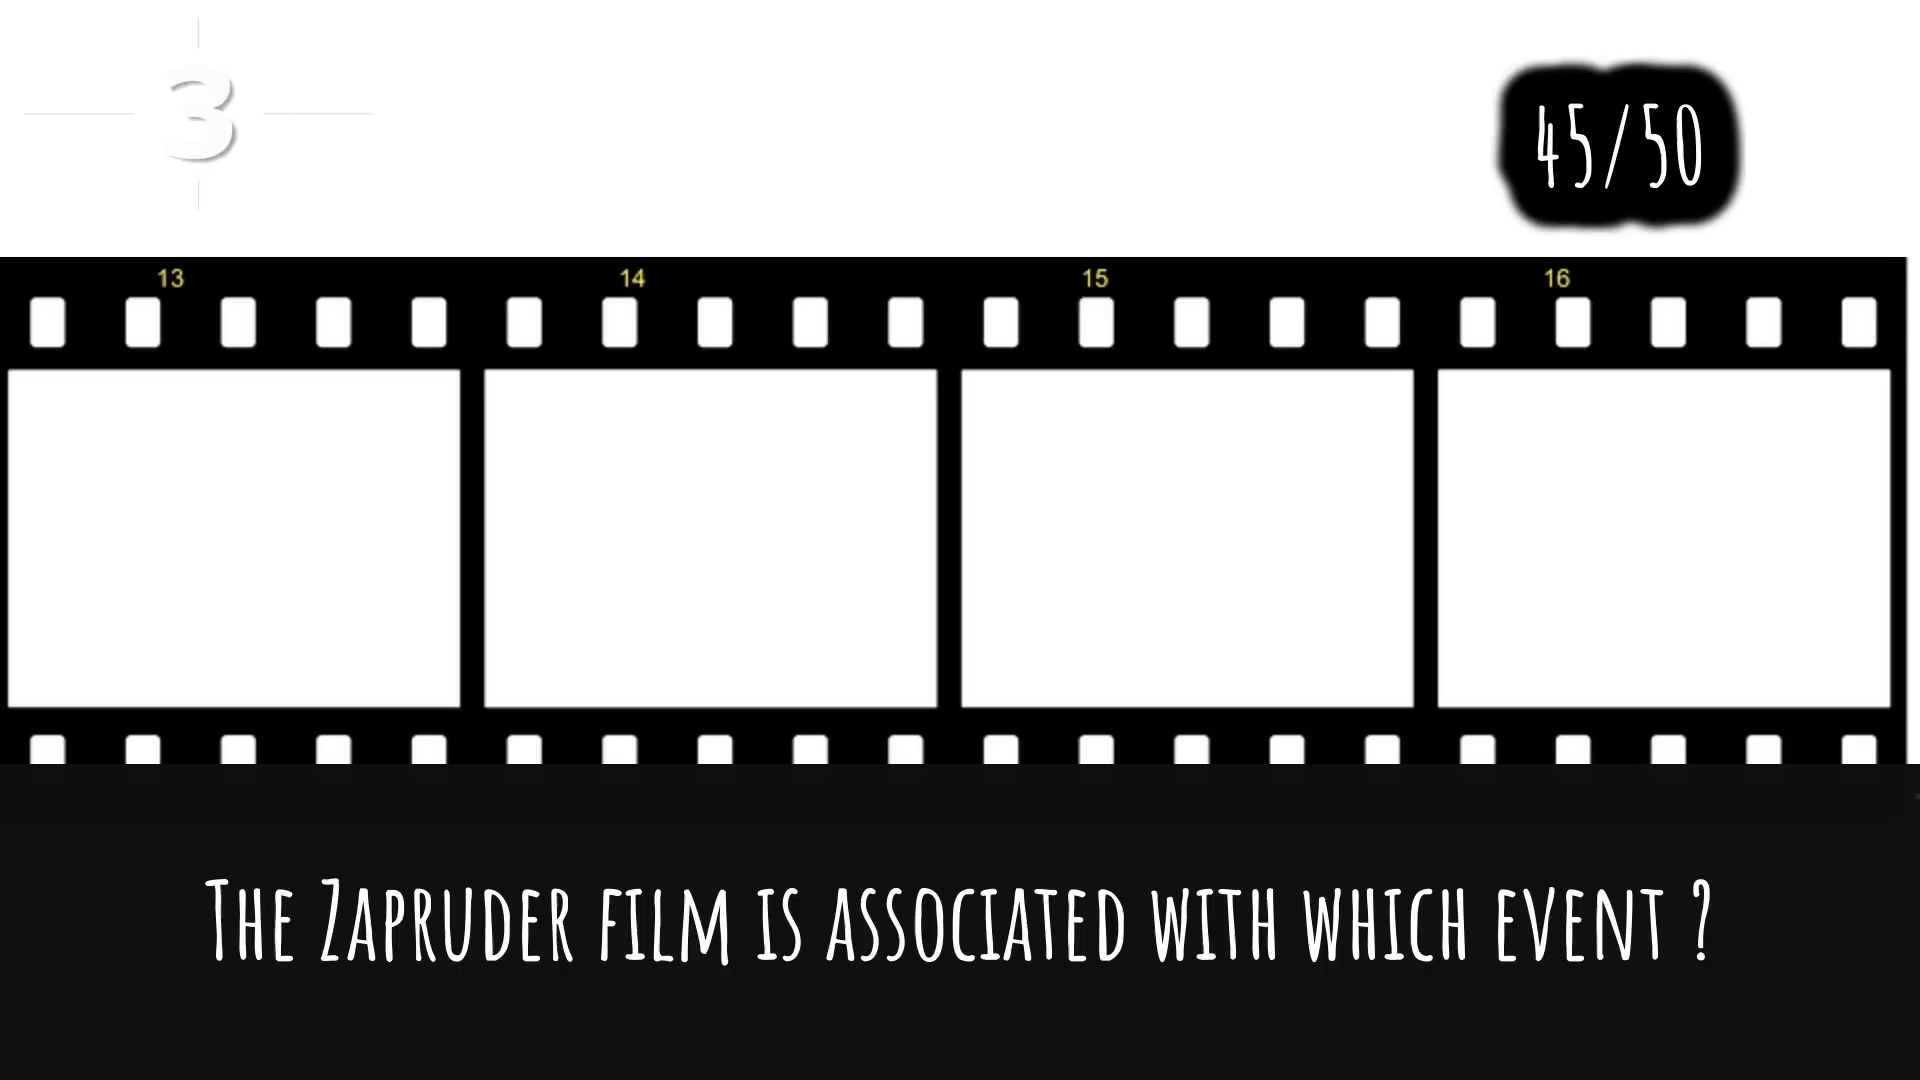 3
45/50
13 14 15 16
The Zapruder film is associated with which event ?